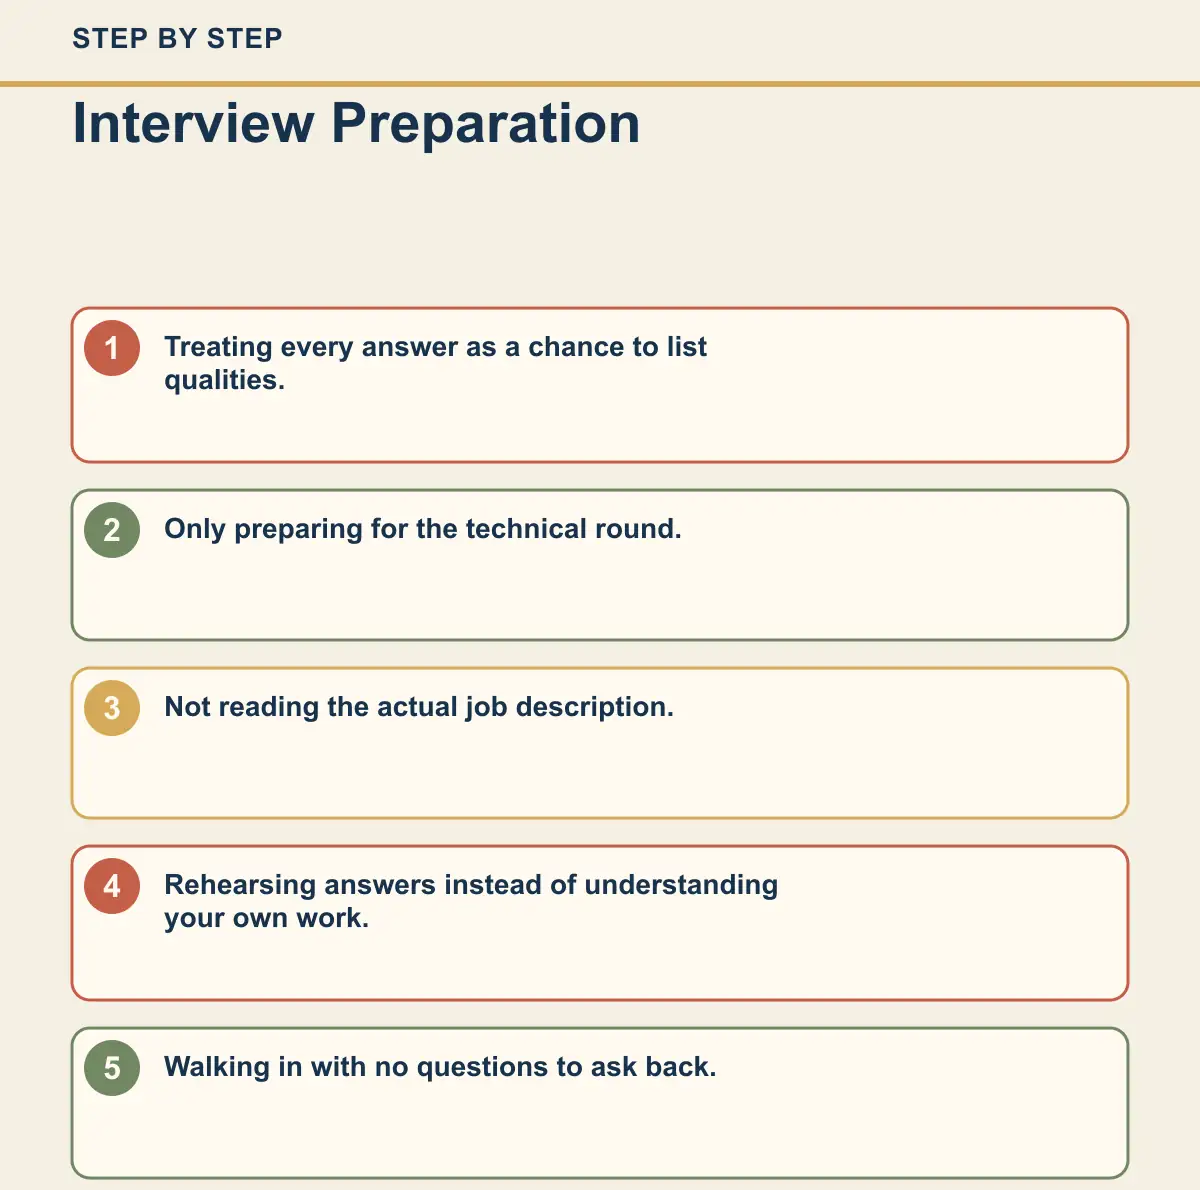 STEP BY STEP
Interview Preparation
1
Treating every answer as a chance to list
qualities.
2
Only preparing for the technical round.
3
Not reading the actual job description.
4
Rehearsing answers instead of understanding
your own work.
5
Walking in with no questions to ask back.